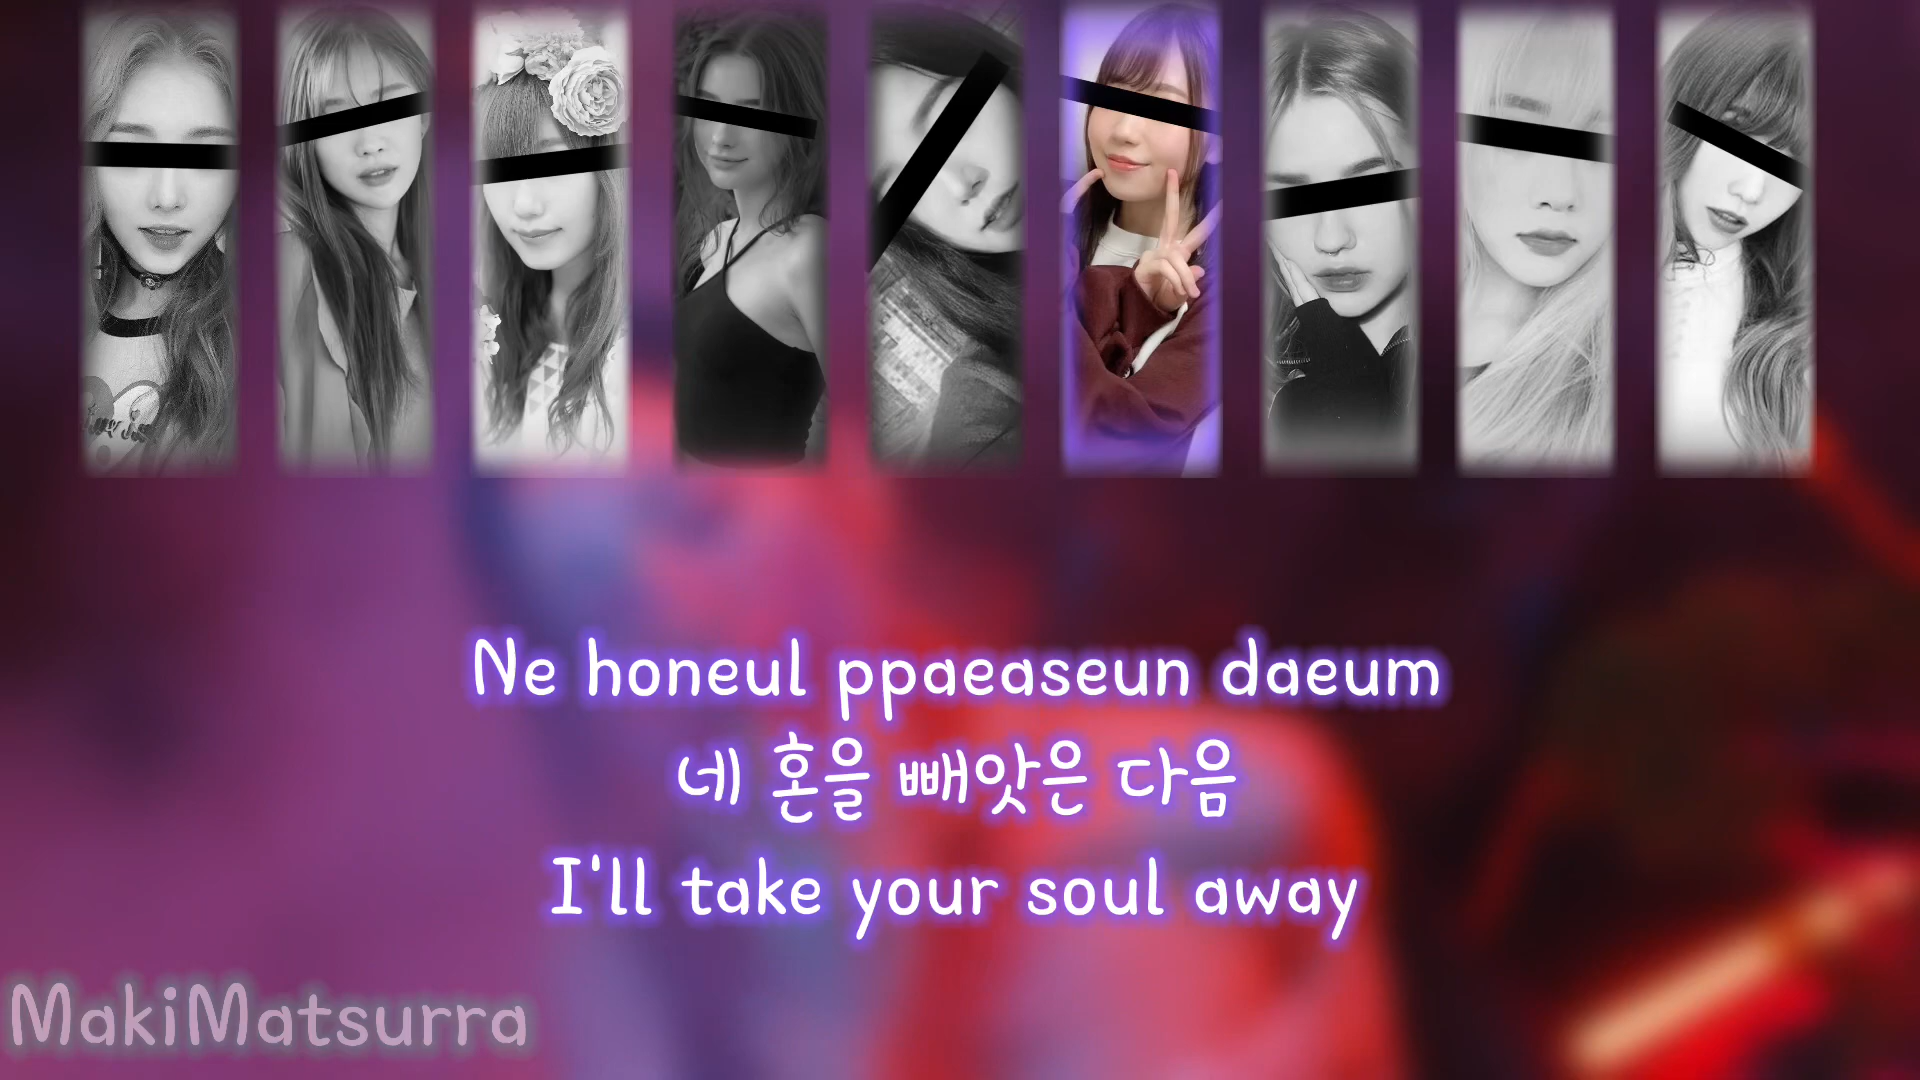 Ne honeul ppaeaseun daeum
네 혼을 빼앗은 다음
I'll take your soul away
MakiMatsurra